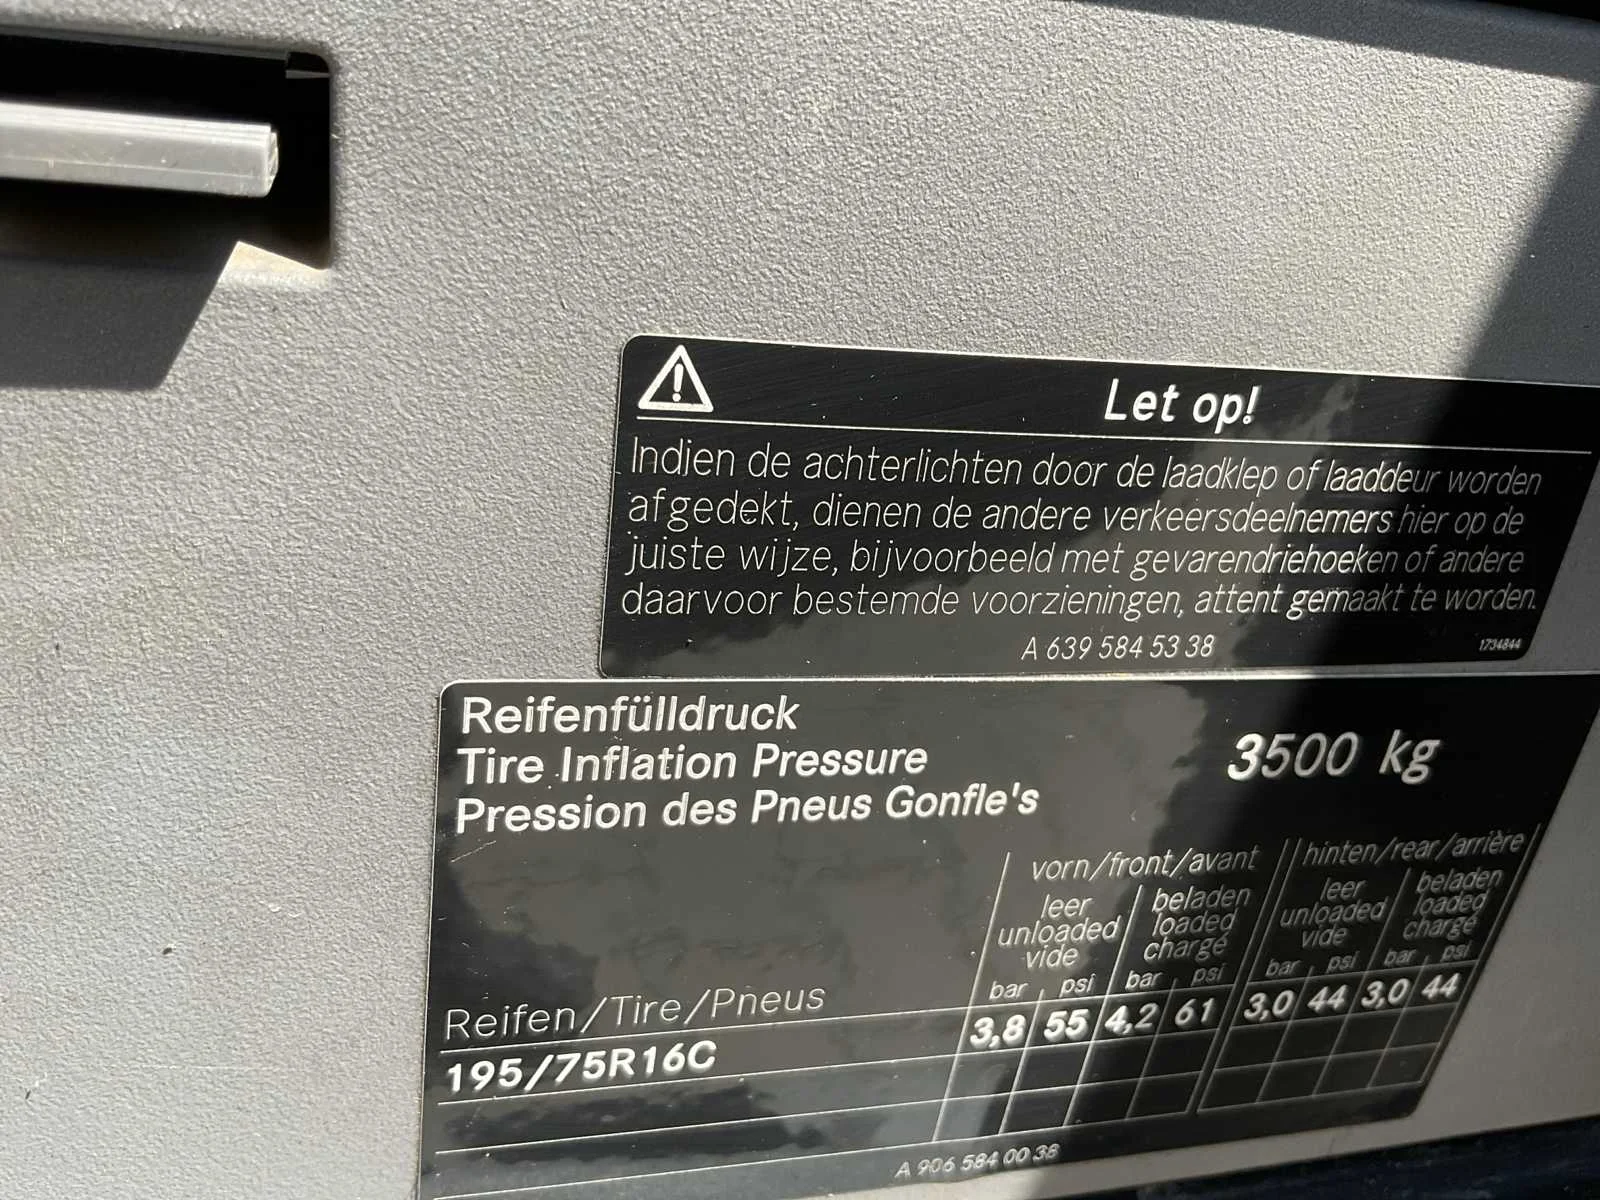 Let op!
Indien de achterlichten door de laadklep of laaddeur worden
afgedekt, dienen de andere verkeersdeelnemers hier op de
juiste wijze, bijvoorbeeld met gevarendriehoeken of andere
daarvoor bestemde voorzieningen, attent gemaakt te worden.
A 639 584 53 38
1734844
Reifenfülldruck
Tire Inflation Pressure
Pression des Pneus Gonfle's
3500 kg
vorn/front/avant hinten/rear/arrière
leer beladen leer beladen
unloaded loaded unloaded loaded
vide chargé vide chargé
bar psi bar psi bar psi bar psi
Reifen/Tire/Pneus
195/75R16C 3,8 55 4,2 61 3,0 44 3,0 44
A 906 584 00 38